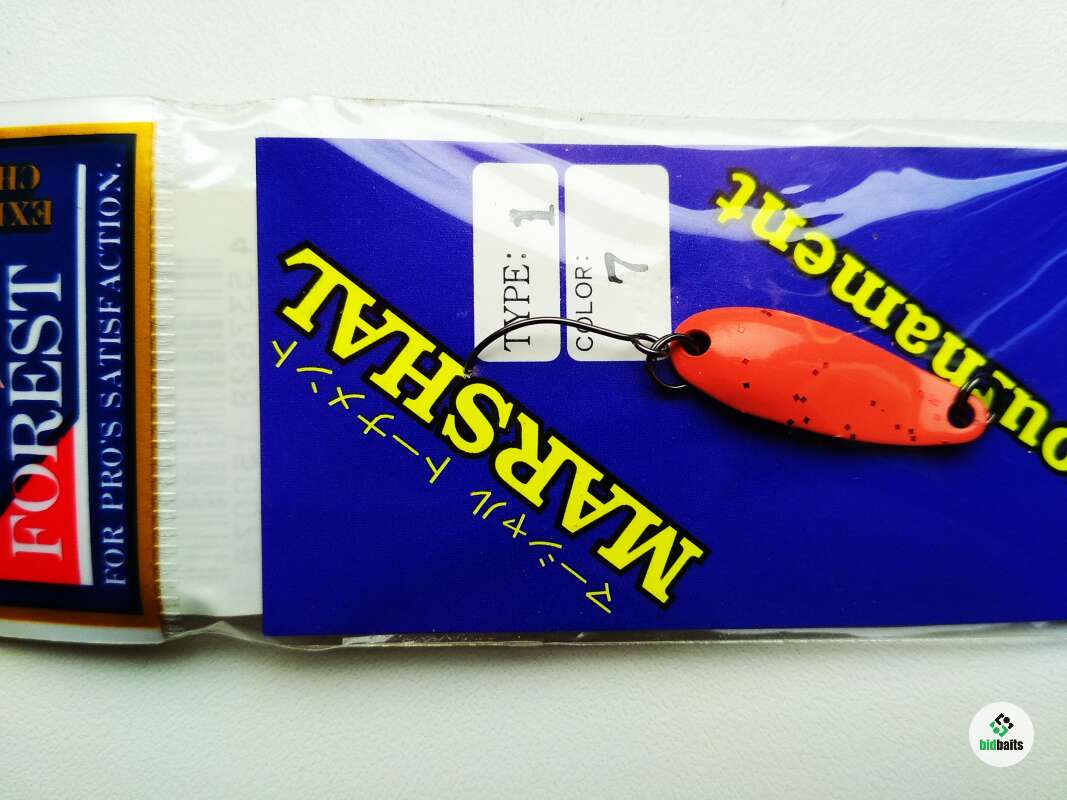 FOREST
FOR PRO'S SATISFACTION.
TYPE: 1
COLOR: 7
MARSHAL
マーシャル トーナメント
bidbaits